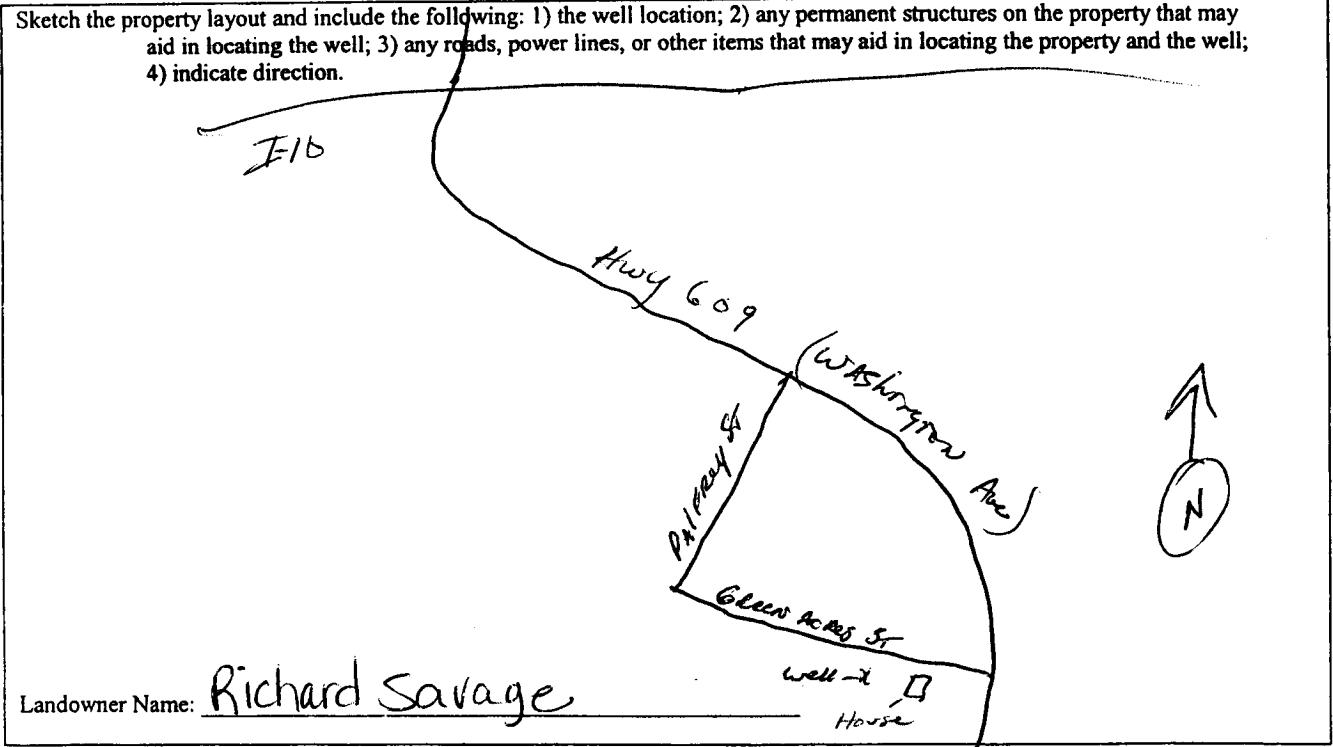 Sketch the property layout and include the following: 1) the well location; 2) any permanent structures on the property that may
aid in locating the well; 3) any roads, power lines, or other items that may aid in locating the property and the well;
4) indicate direction.
I-10
Hwy 609
(Washington Ave)
Palfrey St
N
Green Acres St
well-x
House
Landowner Name: Richard Savage